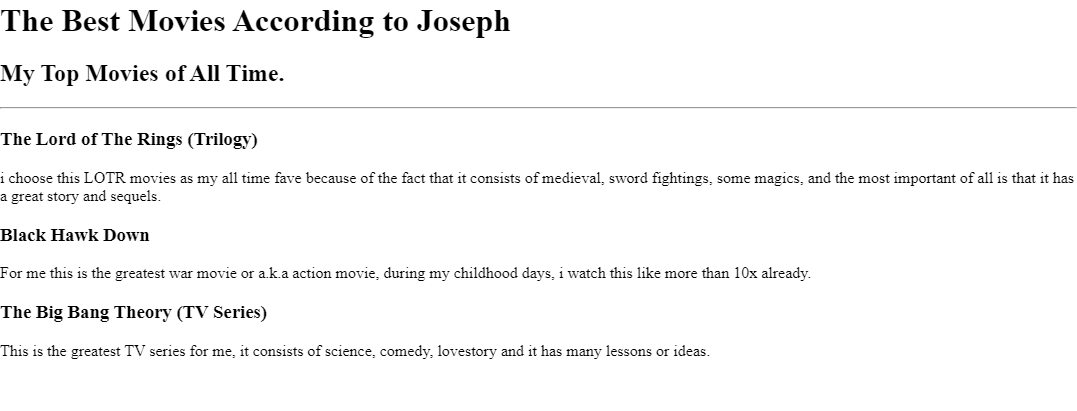 The Best Movies According to Joseph
My Top Movies of All Time.
The Lord of The Rings (Trilogy)
i choose this LOTR movies as my all time fave because of the fact that it consists of medieval, sword fightings, some magics, and the most important of all is that it has
a great story and sequels.
Black Hawk Down
For me this is the greatest war movie or a.k.a action movie, during my childhood days, i watch this like more than 10x already.
The Big Bang Theory (TV Series)
This is the greatest TV series for me, it consists of science, comedy, lovestory and it has many lessons or ideas.